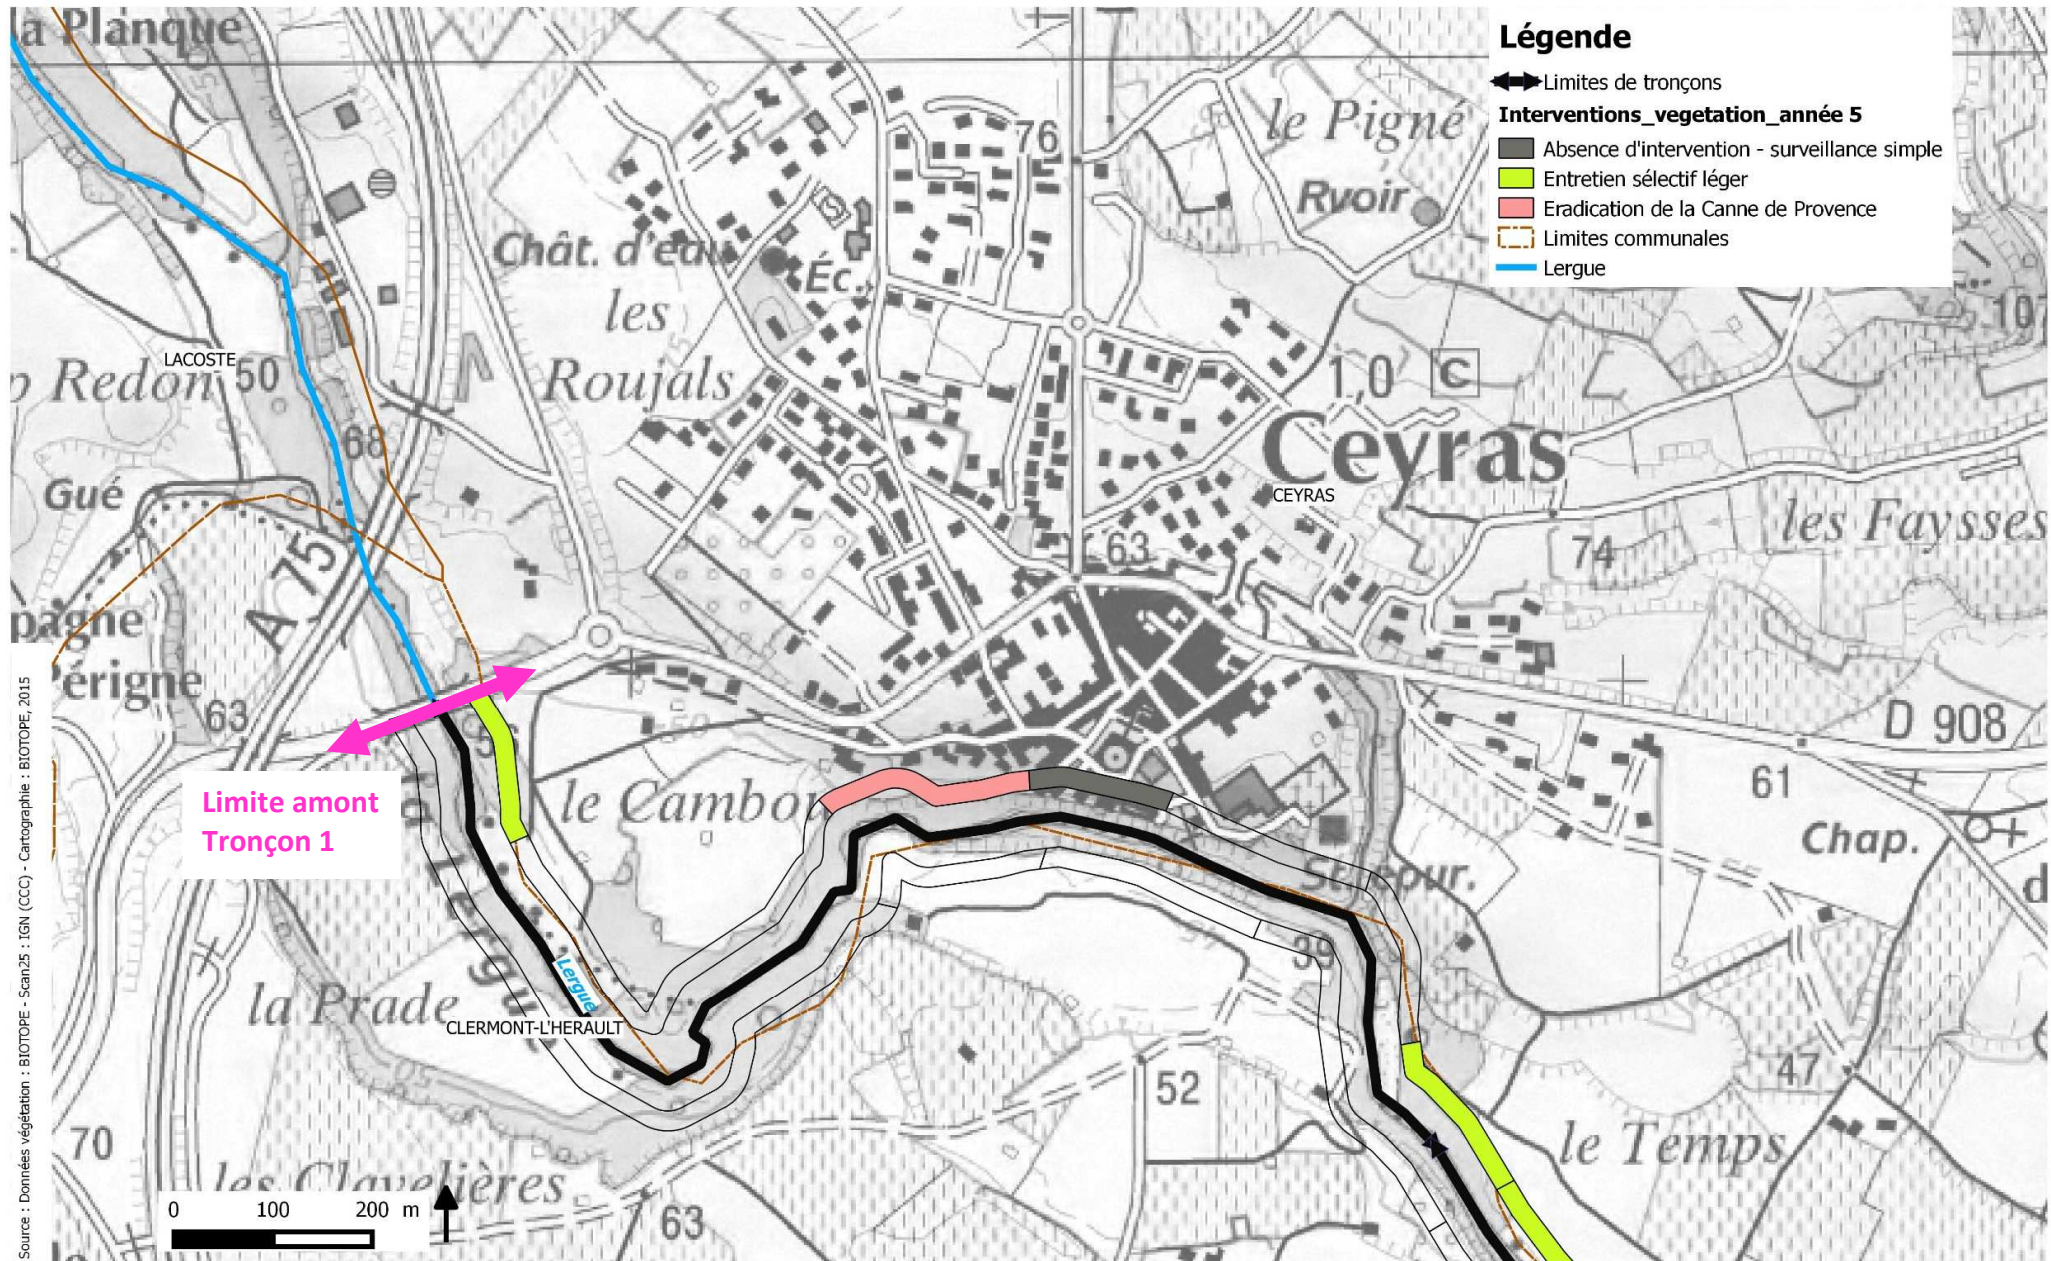 a Planque
Légende
Limites de tronçons
Interventions_vegetation_année 5
Absence d'intervention - surveillance simple
Entretien sélectif léger
Eradication de la Canne de Provence
Limites communales
Lergue
76
le Pigné
Rvoir
Chât. d'eau
Éc.
les
Roujals
107
LACOSTE
Redon
50
1,0
C
Ceyras
CEYRAS
68
Gué
A 75
63
74
les Faysses
pagne
érigne
63
D 908
61
Chap.
Limite amont
Tronçon 1
le Cambou
Lergue
Lergue
St. épur.
39
la Prade
CLERMONT-L'HERAULT
52
47
70
le Temps
les Clavelières
63
0 100 200 m
Source : Données végétation : BIOTOPE - Scan25 : IGN (CCC) - Cartographie : BIOTOPE, 2015